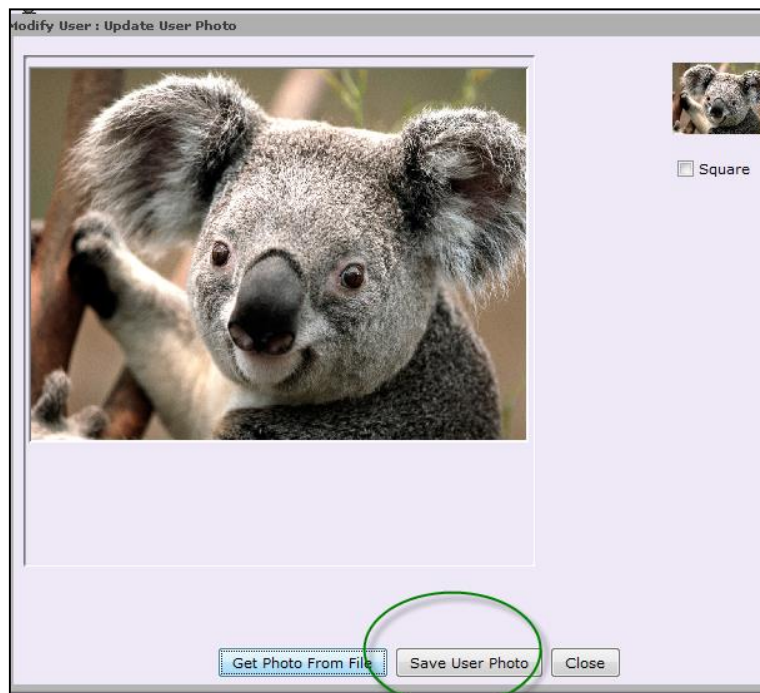 Modify User : Update User Photo
Square
Get Photo From File
Save User Photo
Close